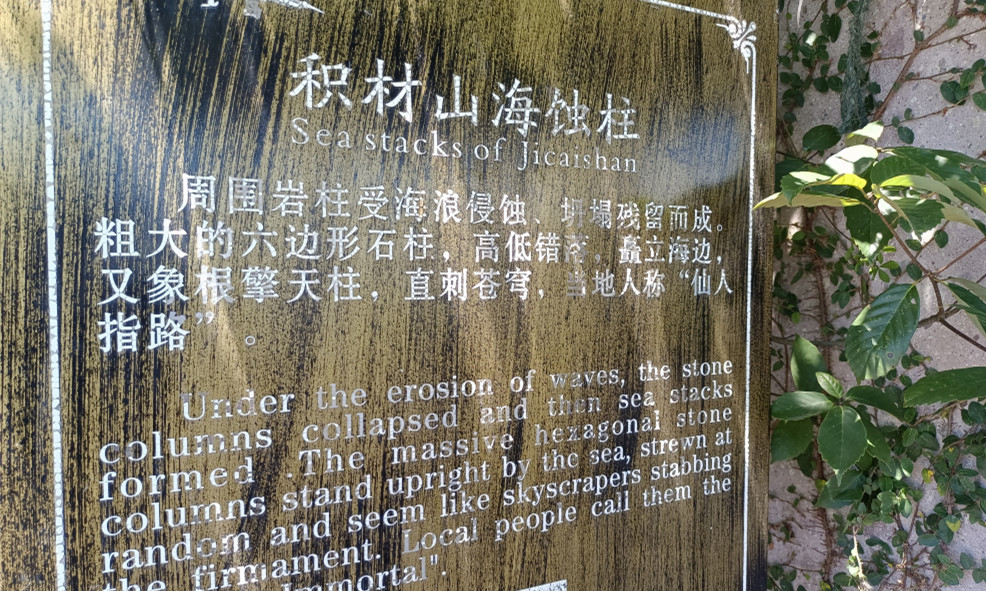 积材山海蚀柱
Sea stacks of Jicaishan
周围岩柱受海浪侵蚀、坍塌残留而成。
粗大的六边形石柱，高低错落，矗立海边，
又象根擎天柱，直刺苍穹，当地人称“仙人
指路”。
Under the erosion of waves, the stone
columns collapsed and then sea stacks
formed .The massive hexagonal stone
columns stand upright by the sea, strewn at
random and seem like skyscrapers stabbing
the firmament. Local people call them the
Immortal".